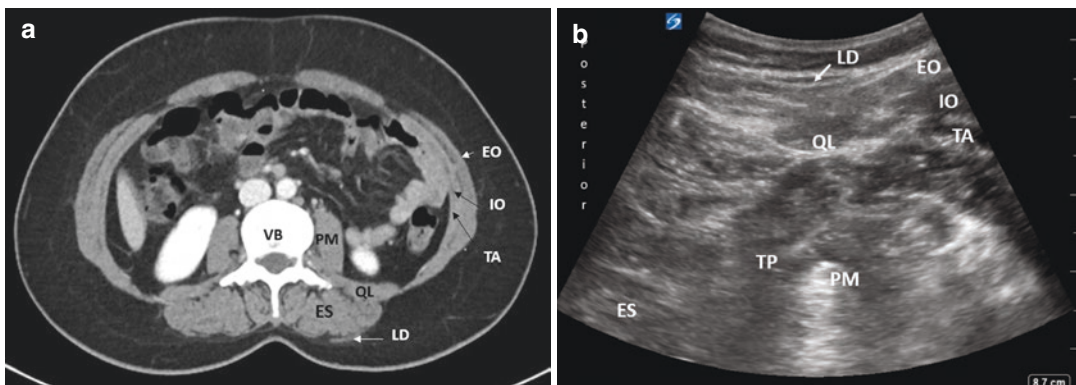 a
EO
IO
VB
PM
TA
QL
ES
LD
b
Posterior
LD
EO
IO
TA
QL
TP
PM
ES
8.7 cm